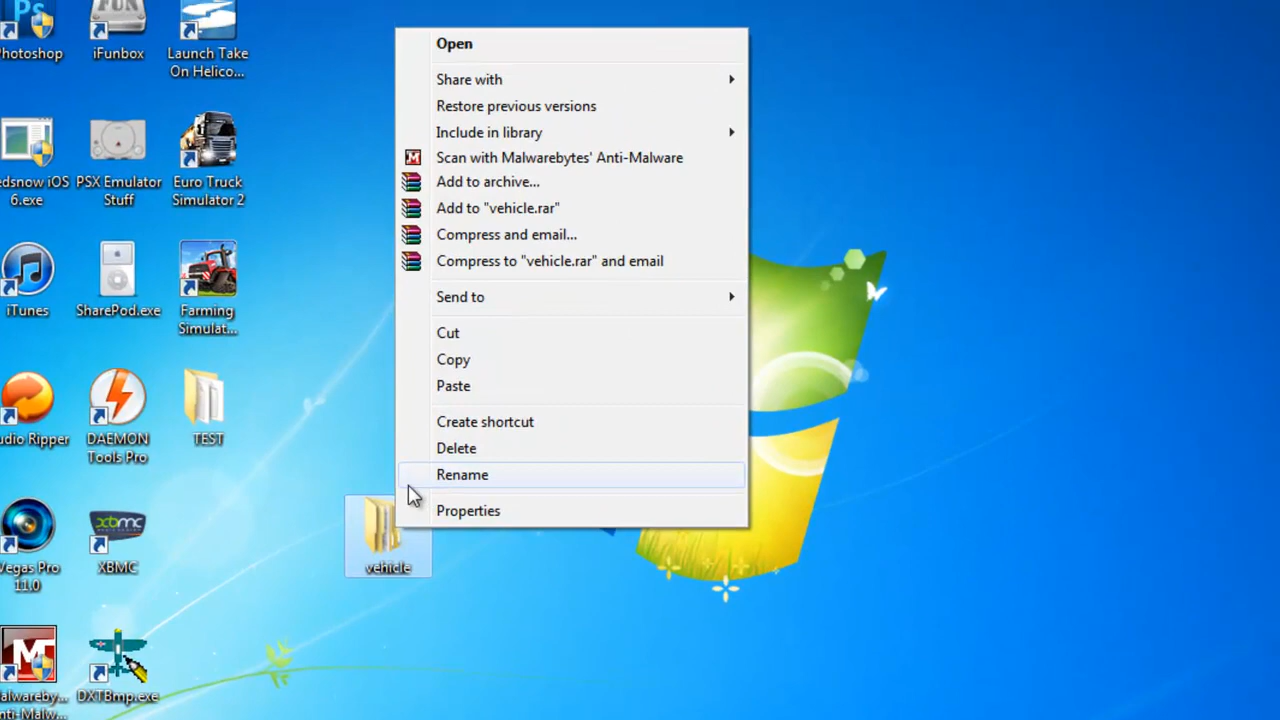 Photoshop
iFunbox
Launch Take
On Helico...
edsnow iOS
6.exe
PSX Emulator
Stuff
Euro Truck
Simulator 2
iTunes
SharePod.exe
Farming
Simulat...
udio Ripper
DAEMON
Tools Pro
TEST
Vegas Pro
11.0
xbmc
XBMC
alwareby...
nti-Malw...
DXTBmp.exe
vehicle
Open
Share with
Restore previous versions
Include in library
Scan with Malwarebytes' Anti-Malware
Add to archive...
Add to "vehicle.rar"
Compress and email...
Compress to "vehicle.rar" and email
Send to
Cut
Copy
Paste
Create shortcut
Delete
Rename
Properties